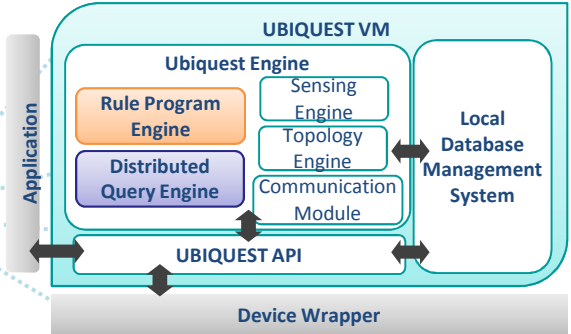 UBIQUEST VM
Ubiquest Engine
Application
Rule Program
Engine
Distributed
Query Engine
Sensing
Engine
Topology
Engine
Communication
Module
Local
Database
Management
System
UBIQUEST API
Device Wrapper